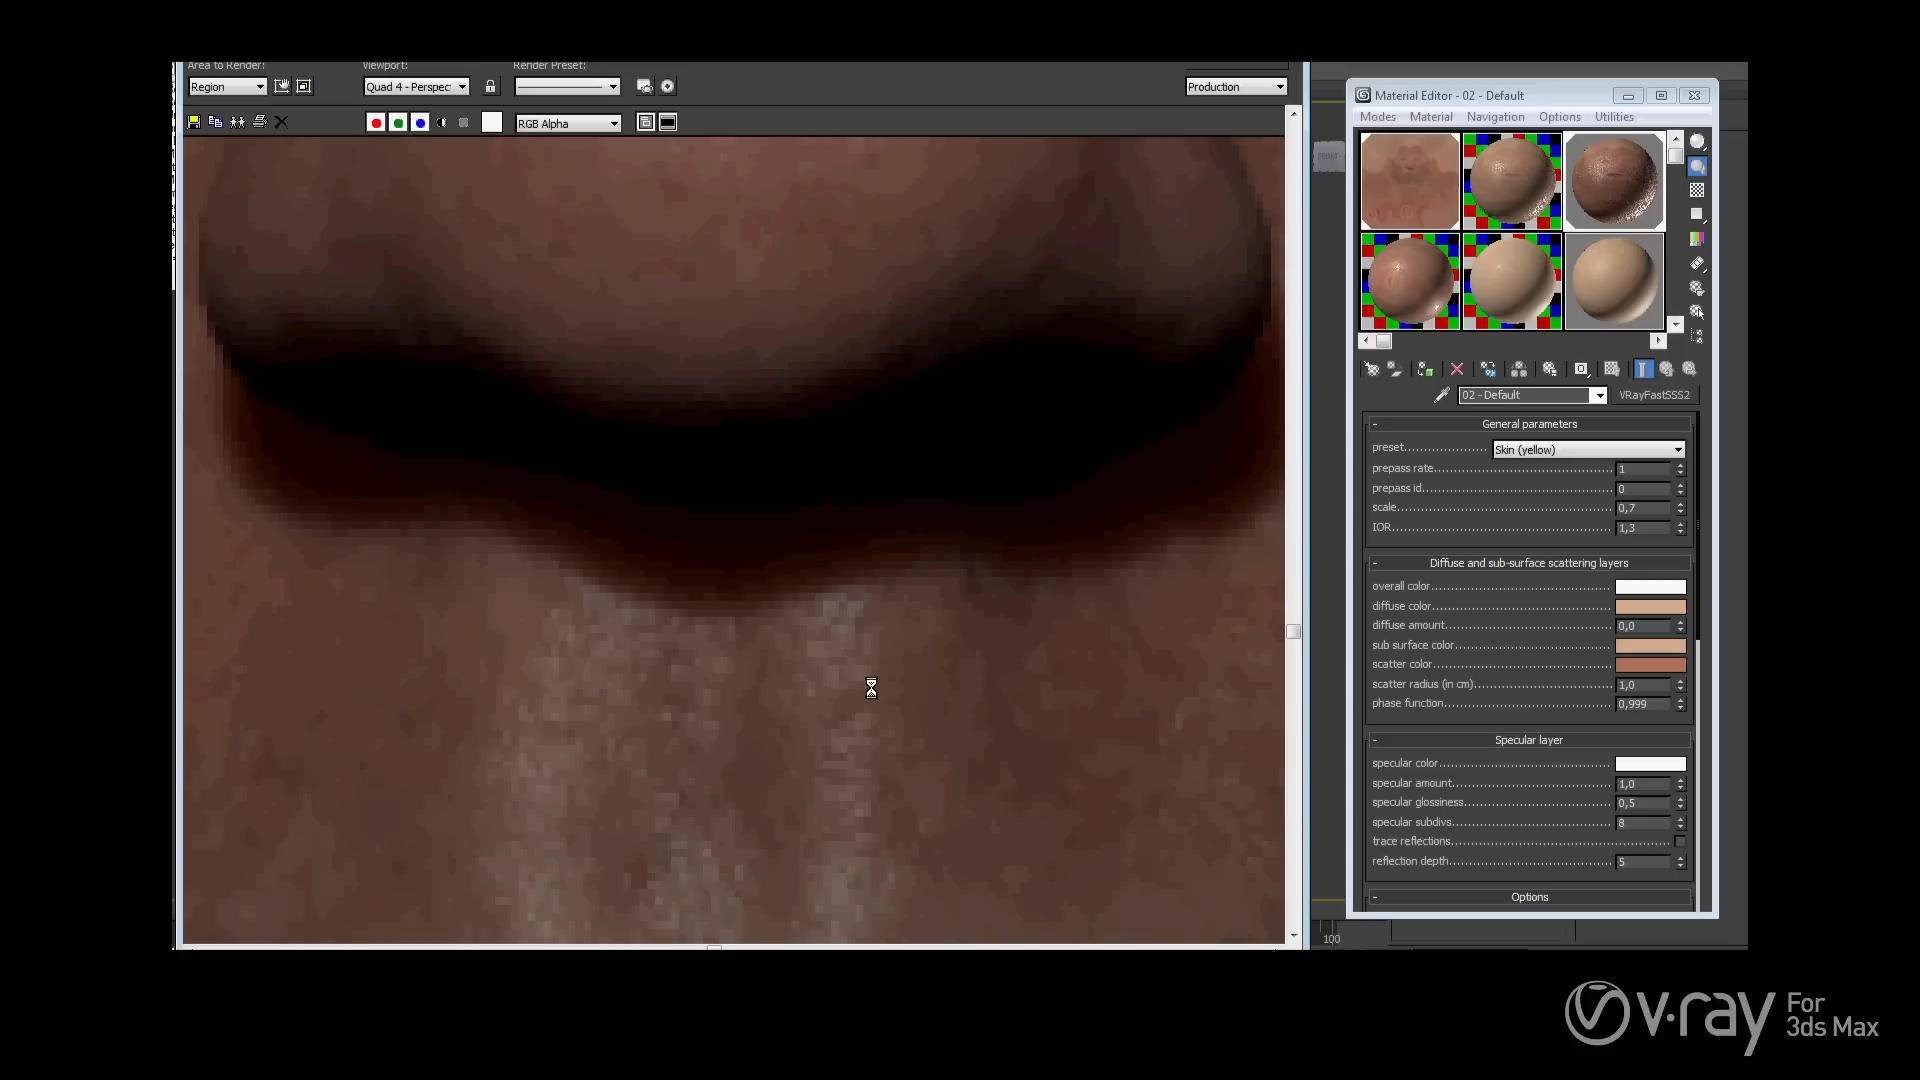 Area to Render:
Viewport:
Render Preset:
Region
Quad 4 - Perspec
Production
RGB Alpha
Material Editor - 02 - Default
Modes Material Navigation Options Utilities
FRONT
02 - Default
VRayFastSSS2
General parameters
preset
Skin (yellow)
prepass rate
1
prepass id
0
scale
0,7
IOR
1,3
Diffuse and sub-surface scattering layers
overall color
diffuse color
diffuse amount
0,0
sub surface color
scatter color
scatter radius (in cm)
1,0
phase function
0,999
Specular layer
specular color
specular amount
1,0
specular glossiness
0,5
specular subdivs
8
trace reflections
reflection depth
5
Options
100
v·ray For
3ds Max